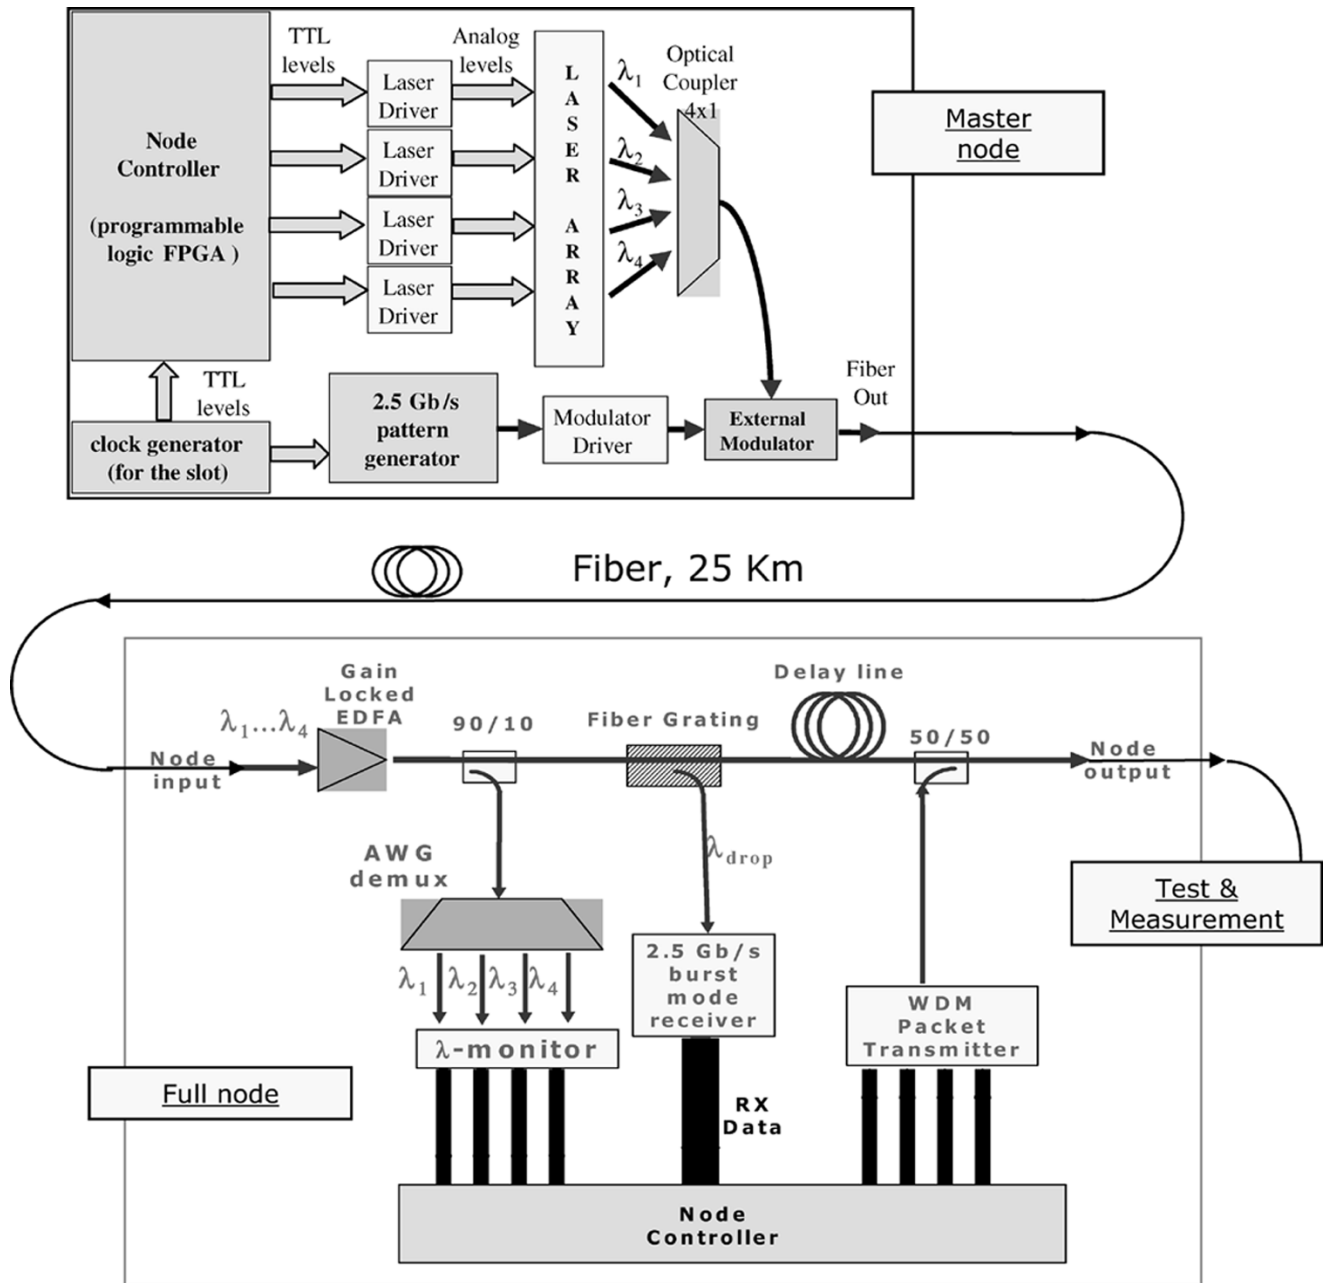 TTL
levels
Analog
levels
Optical
Coupler
4x1
Node
Controller
(programmable
logic FPGA )
Laser
Driver
Laser
Driver
Laser
Driver
Laser
Driver
L
A
S
E
R
A
R
R
A
Y
λ1
λ2
λ3
λ4
Master
node
TTL
levels
clock generator
(for the slot)
2.5 Gb/s
pattern
generator
Modulator
Driver
External
Modulator
Fiber
Out
Fiber, 25 Km
Gain
Locked
EDFA
λ1...λ4
Node
input
90/10
Fiber Grating
Delay line
50/50
Node
output
AWG
demux
λdrop
Test &
Measurement
λ1 λ2 λ3 λ4
λ-monitor
2.5 Gb/s
burst
mode
receiver
WDM
Packet
Transmitter
Full node
RX
Data
Node
Controller